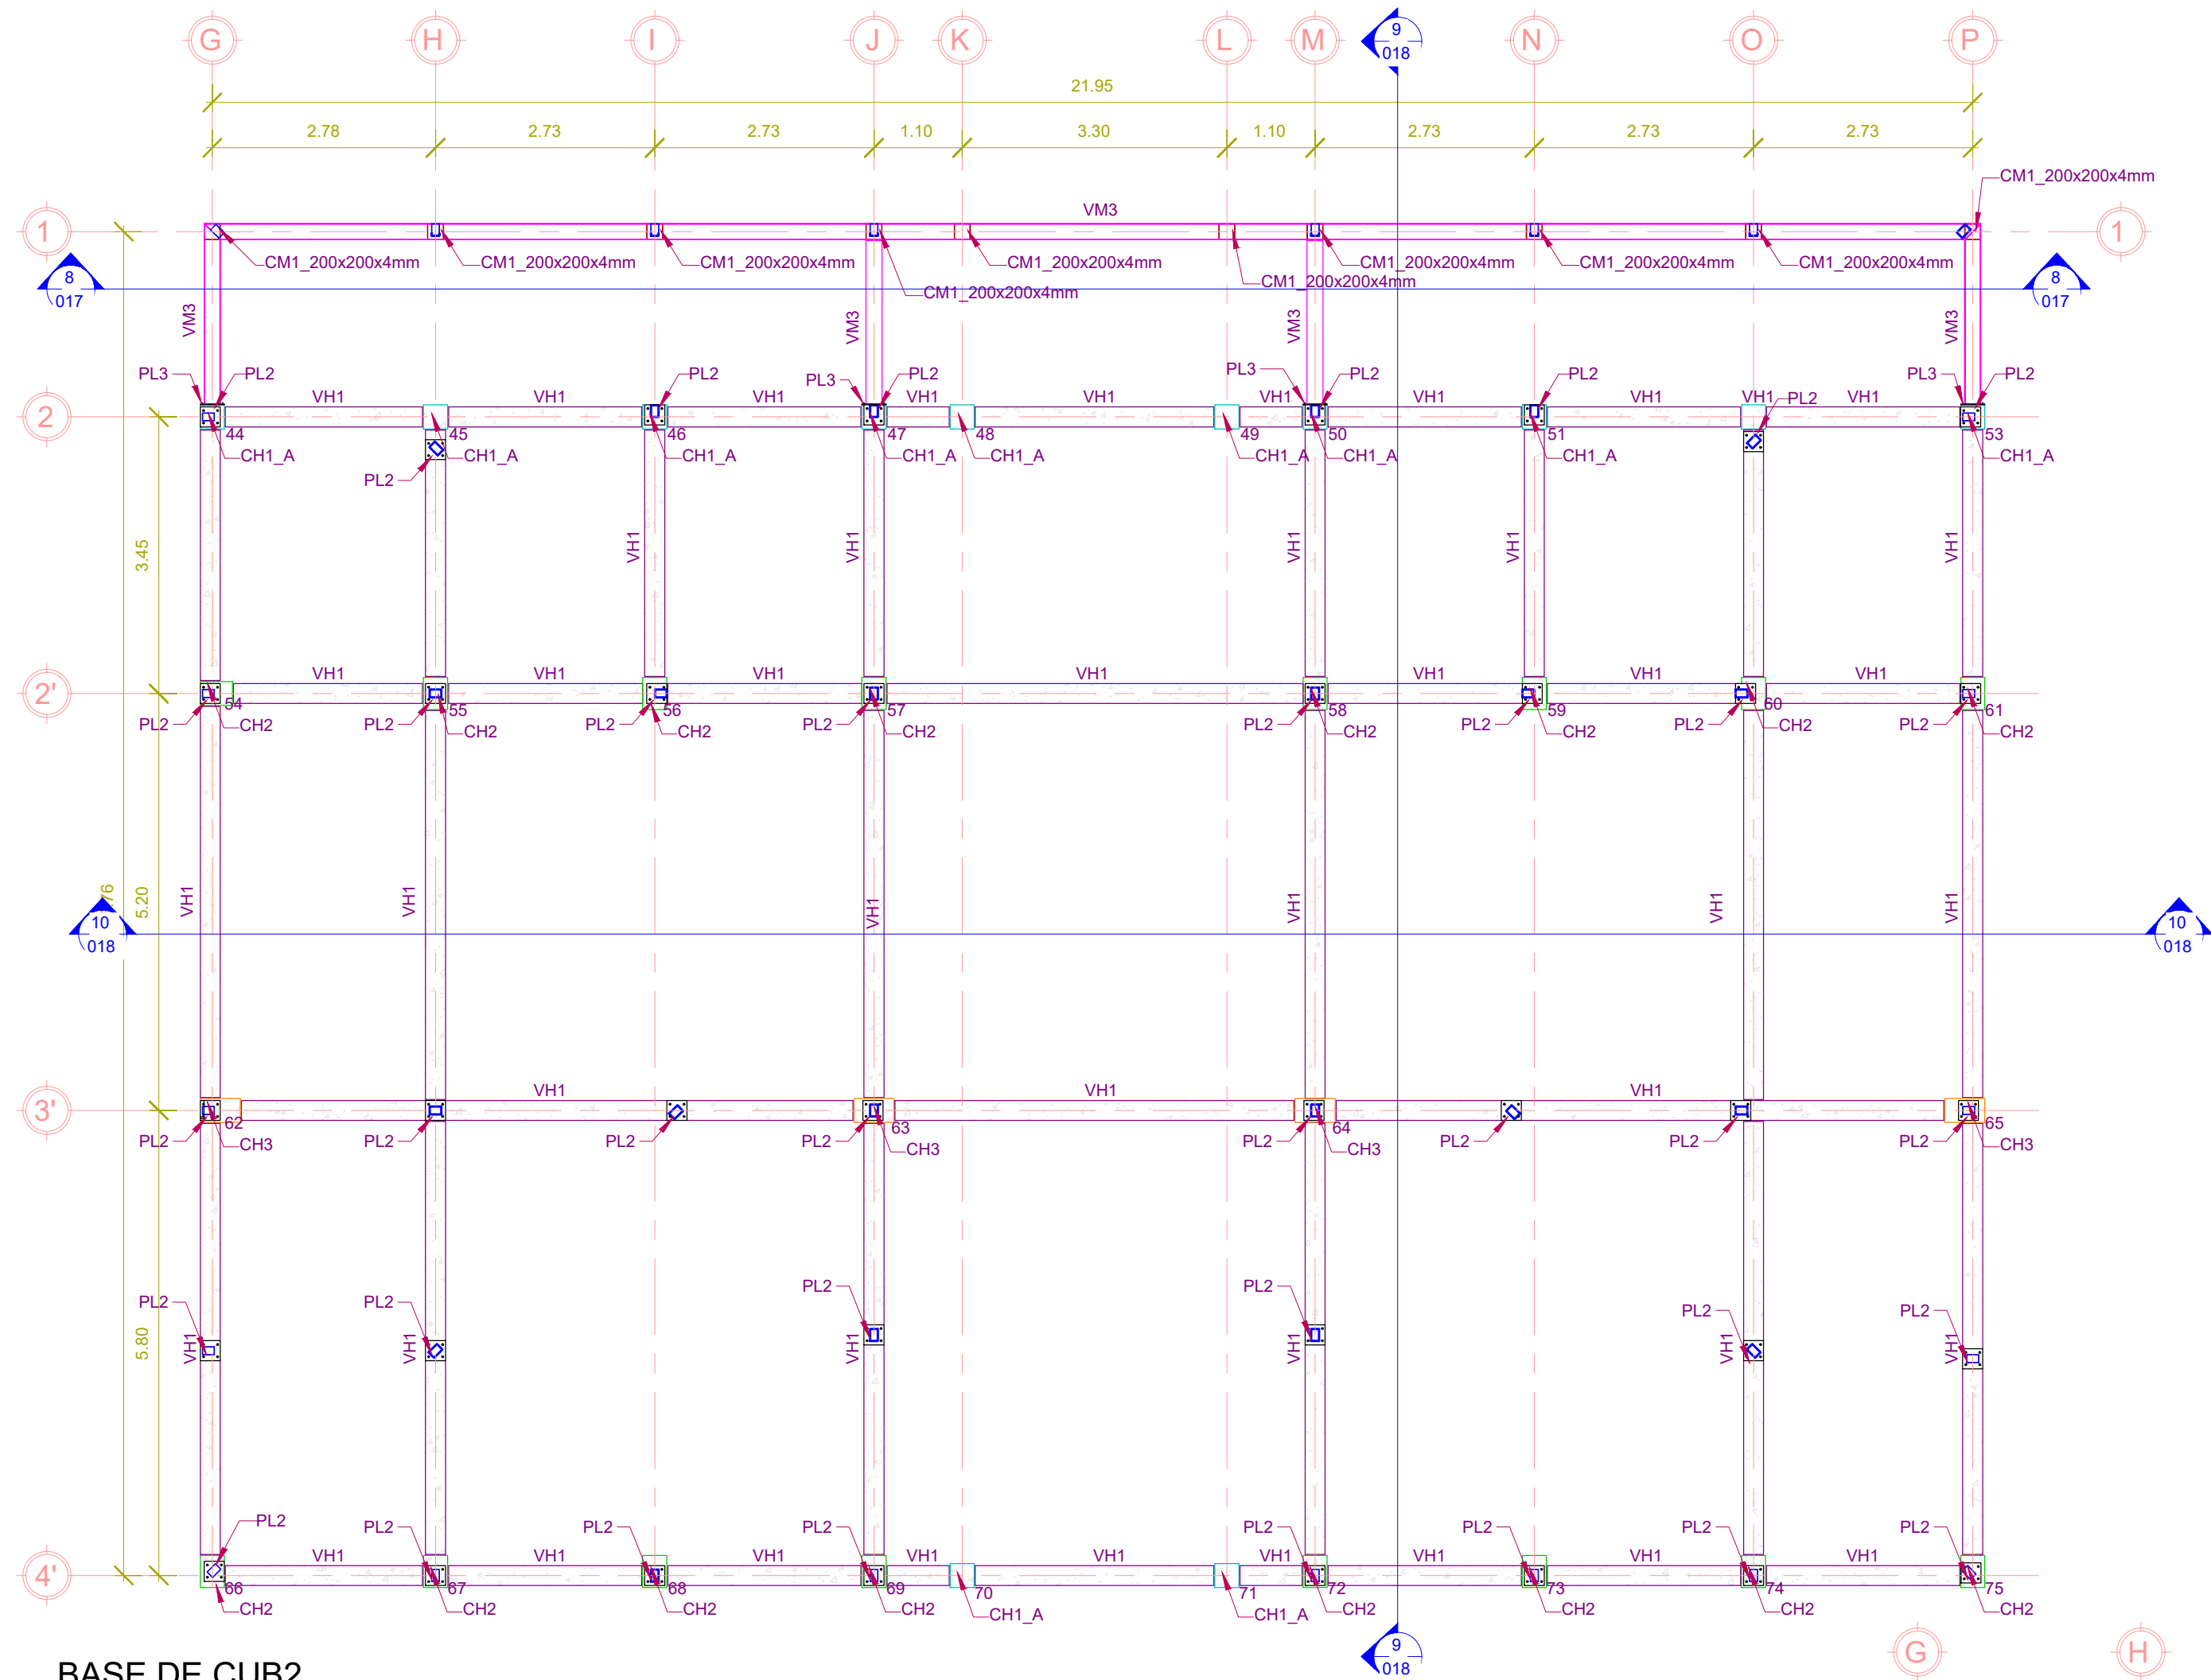 G H I J K L M N O P
9
018
21.95
2.78 2.73 2.73 1.10 3.30 1.10 2.73 2.73 2.73
CM1_200x200x4mm
VM3
1 1
CM1_200x200x4mm CM1_200x200x4mm CM1_200x200x4mm CM1_200x200x4mm CM1_200x200x4mm CM1_200x200x4mm CM1_200x200x4mm
CM1_200x200x4mm CM1_200x200x4mm
8 8
017 017
VM3 VM3 VM3 VM3
PL3 PL2 PL2 PL3 PL2 PL3 PL2 PL2 PL3 PL2
PL2
VH1 VH1 VH1 VH1 VH1 VH1 VH1 VH1 VH1
2
44 45 46 47 48 49 50 51 53
CH1_A CH1_A CH1_A CH1_A CH1_A CH1_A CH1_A CH1_A CH1_A
PL2
3.45
VH1 VH1 VH1 VH1 VH1
VH1 VH1 VH1 VH1 VH1 VH1 VH1
2'
54 55 56 57 58 59 60 61
PL2 PL2 PL2 PL2 PL2 PL2 PL2 PL2
CH2 CH2 CH2 CH2 CH2 CH2 CH2 CH2
5.20
VH1 VH1 VH1 VH1 VH1 VH1
10 10
018 018
VH1 VH1 VH1
3'
62 63 64 65
PL2 PL2 PL2 PL2 PL2 PL2 PL2 PL2
CH3 CH3 CH3 CH3
PL2 PL2
PL2 PL2 PL2 PL2
5.80
VH1 VH1 VH1 VH1 VH1 VH1
PL2 PL2 PL2 PL2 PL2 PL2 PL2 PL2
VH1 VH1 VH1 VH1 VH1 VH1 VH1 VH1 VH1
4'
66 67 68 69 70 71 72 73 74 75
CH2 CH2 CH2 CH2 CH1_A CH1_A CH2 CH2 CH2 CH2
9
018
G H
BASE DE CUB2